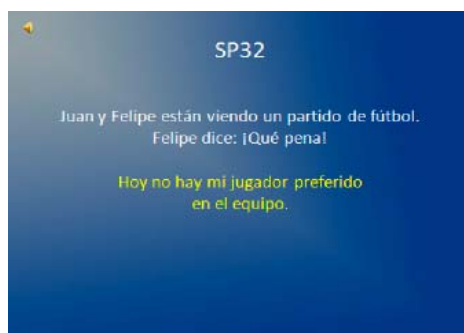 SP32
Juan y Felipe están viendo un partido de fútbol.
Felipe dice: ¡Qué pena!
Hoy no hay mi jugador preferido
en el equipo.